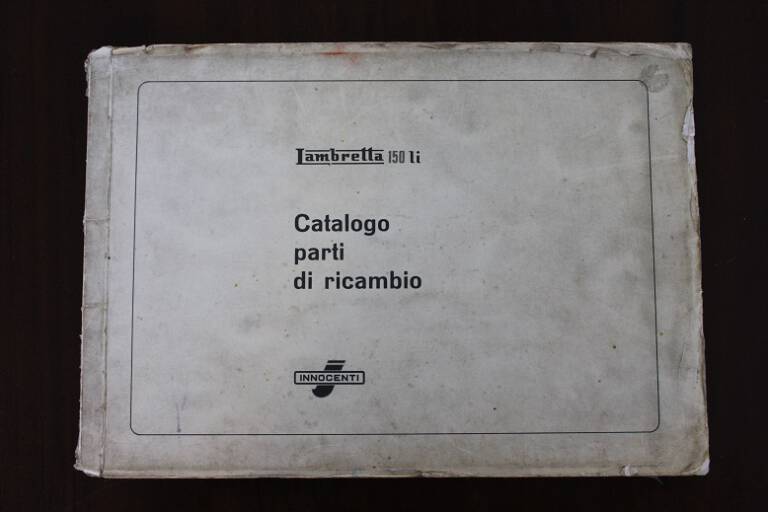 Lambretta 150 li
Catalogo
parti
di ricambio
INNOCENTI